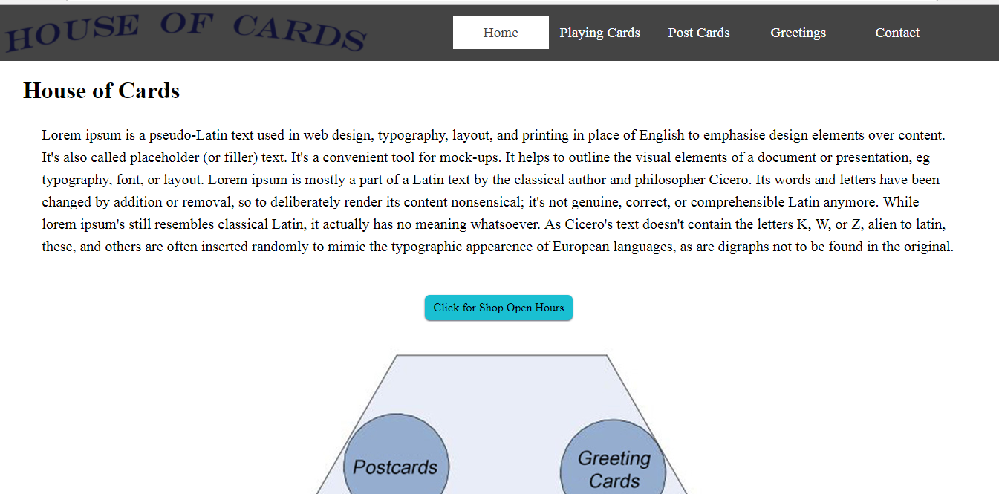 HOUSE OF CARDS
Home Playing Cards Post Cards Greetings Contact
House of Cards
Lorem ipsum is a pseudo-Latin text used in web design, typography, layout, and printing in place of English to emphasise design elements over content.
It's also called placeholder (or filler) text. It's a convenient tool for mock-ups. It helps to outline the visual elements of a document or presentation, eg
typography, font, or layout. Lorem ipsum is mostly a part of a Latin text by the classical author and philosopher Cicero. Its words and letters have been
changed by addition or removal, so to deliberately render its content nonsensical; it's not genuine, correct, or comprehensible Latin anymore. While
lorem ipsum's still resembles classical Latin, it actually has no meaning whatsoever. As Cicero's text doesn't contain the letters K, W, or Z, alien to latin,
these, and others are often inserted randomly to mimic the typographic appearence of European languages, as are digraphs not to be found in the original.
Click for Shop Open Hours
Postcards
Greeting
Cards